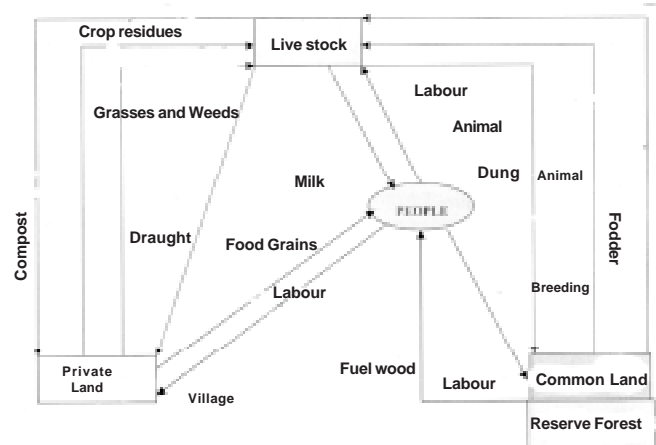 Crop residues
Live stock
Labour
Grasses and Weeds
Animal
Milk
Dung
Animal
PEOPLE
Compost
Draught
Food Grains
Fodder
Labour
Breeding
Private
Land
Fuel wood
Labour
Common Land
Village
Reserve Forest